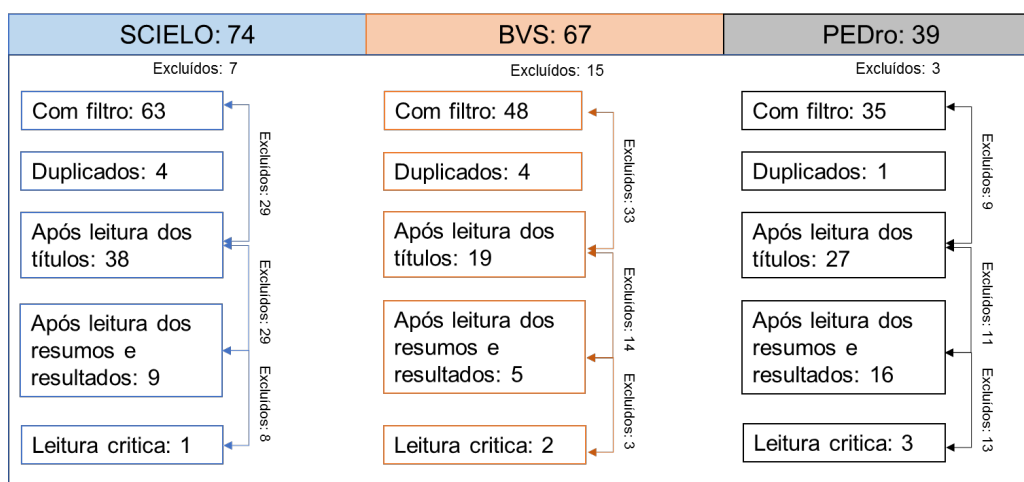 SCIELO: 74
Excluídos: 7
Com filtro: 63
Duplicados: 4
Após leitura dos
títulos: 38
Após leitura dos
resumos e
resultados: 9
Leitura critica: 1
Excluídos: 29
Excluídos: 29
Excluídos: 8
BVS: 67
Excluídos: 15
Com filtro: 48
Duplicados: 4
Após leitura dos
títulos: 19
Após leitura dos
resumos e
resultados: 5
Leitura critica: 2
Excluídos: 33
Excluídos: 14
Excluídos: 3
PEDro: 39
Excluídos: 3
Com filtro: 35
Duplicados: 1
Após leitura dos
títulos: 27
Após leitura dos
resumos e
resultados: 16
Leitura critica: 3
Excluídos: 9
Excluídos: 11
Excluídos: 13